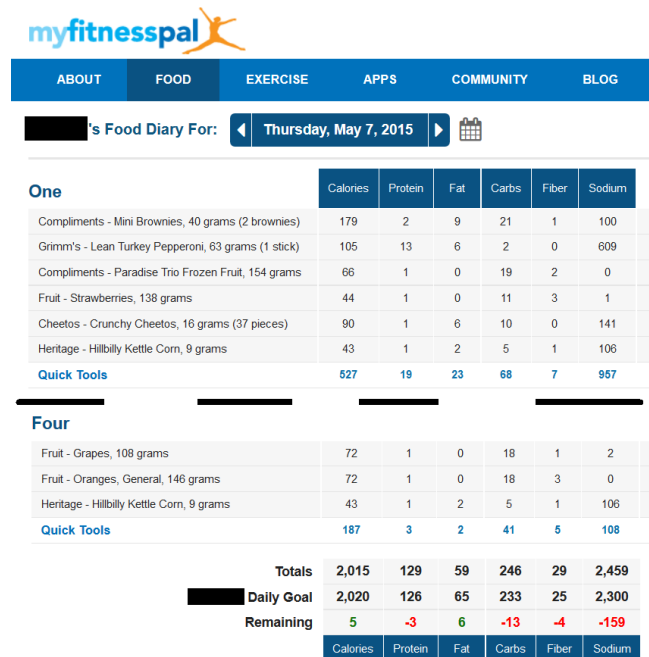 myfitnesspal
ABOUT FOOD EXERCISE APPS COMMUNITY BLOG
's Food Diary For: Thursday, May 7, 2015
One Calories Protein Fat Carbs Fiber Sodium
Compliments - Mini Brownies, 40 grams (2 brownies) 179 2 9 21 1 100
Grimm's - Lean Turkey Pepperoni, 63 grams (1 stick) 105 13 6 2 0 609
Compliments - Paradise Trio Frozen Fruit, 154 grams 66 1 0 19 2 0
Fruit - Strawberries, 138 grams 44 1 0 11 3 1
Cheetos - Crunchy Cheetos, 16 grams (37 pieces) 90 1 6 10 0 141
Heritage - Hillbilly Kettle Corn, 9 grams 43 1 2 5 1 106
Quick Tools 527 19 23 68 7 957
Four
Fruit - Grapes, 108 grams 72 1 0 18 1 2
Fruit - Oranges, General, 146 grams 72 1 0 18 3 0
Heritage - Hillbilly Kettle Corn, 9 grams 43 1 2 5 1 106
Quick Tools 187 3 2 41 5 108
Totals 2,015 129 59 246 29 2,459
Daily Goal 2,020 126 65 233 25 2,300
Remaining 5 -3 6 -13 -4 -159
Calories Protein Fat Carbs Fiber Sodium